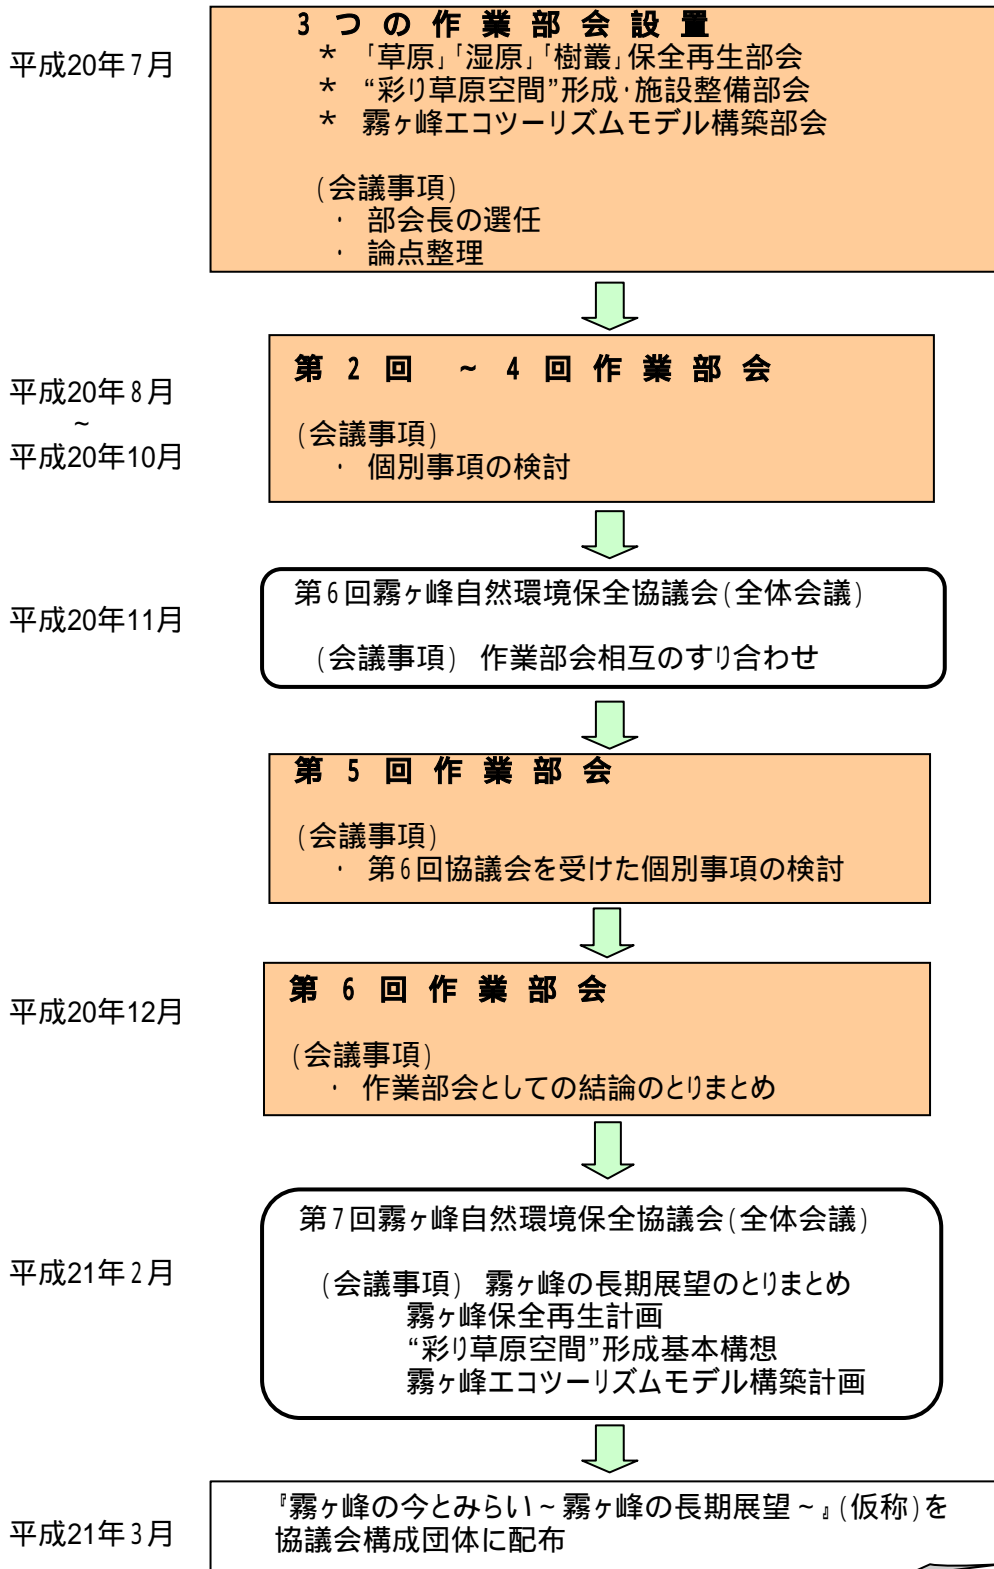 3つの作業部会設置
平成20年7月
* 「草原」「湿原」「樹叢」保全再生部会
* “彩り草原空間”形成・施設整備部会
* 霧ヶ峰エコツーリズムモデル構築部会
(会議事項)
・ 部会長の選任
・ 論点整理
第2回 ~4回作業部会
平成20年8月
~
平成20年10月
(会議事項)
・ 個別事項の検討
第6回霧ヶ峰自然環境保全協議会(全体会議)
平成20年11月
(会議事項) 作業部会相互のすり合わせ
第5回作業部会
(会議事項)
・ 第6回協議会を受けた個別事項の検討
第6回作業部会
平成20年12月
(会議事項)
・ 作業部会としての結論のとりまとめ
第7回霧ヶ峰自然環境保全協議会(全体会議)
平成21年2月
(会議事項) 霧ヶ峰の長期展望のとりまとめ
霧ヶ峰保全再生計画
“彩り草原空間”形成基本構想
霧ヶ峰エコツーリズムモデル構築計画
『霧ヶ峰の今とみらい~霧ヶ峰の長期展望~』(仮称)を
平成21年3月
協議会構成団体に配布